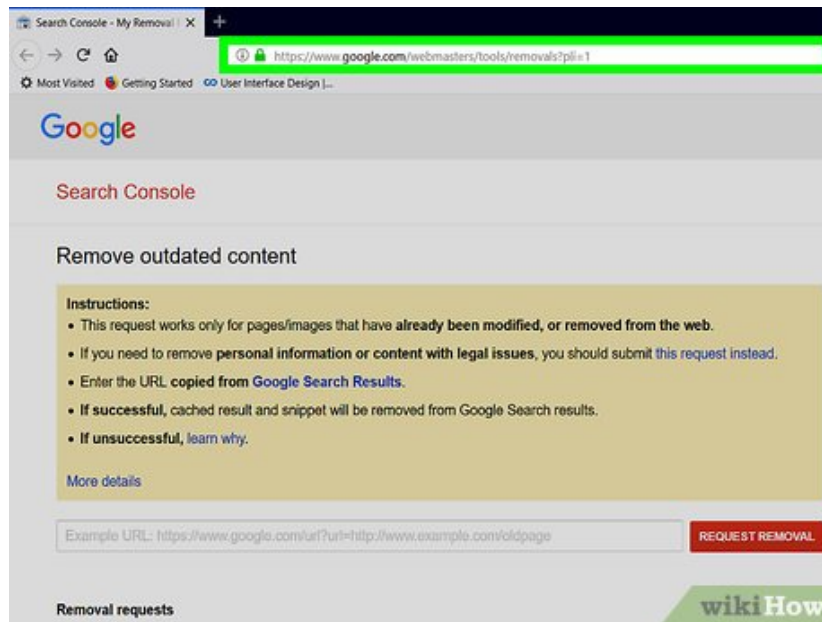 Search Console - My Removal
https://www.google.com/webmasters/tools/removals?pli=1
Most Visited Getting Started User Interface Design |...
Google
Search Console
Remove outdated content
Instructions:
• This request works only for pages/images that have already been modified, or removed from the web.
• If you need to remove personal information or content with legal issues, you should submit this request instead.
• Enter the URL copied from Google Search Results.
• If successful, cached result and snippet will be removed from Google Search results.
• If unsuccessful, learn why.
More details
Example URL: https://www.google.com/url?url=http://www.example.com/oldpage REQUEST REMOVAL
Removal requests
wikiHow